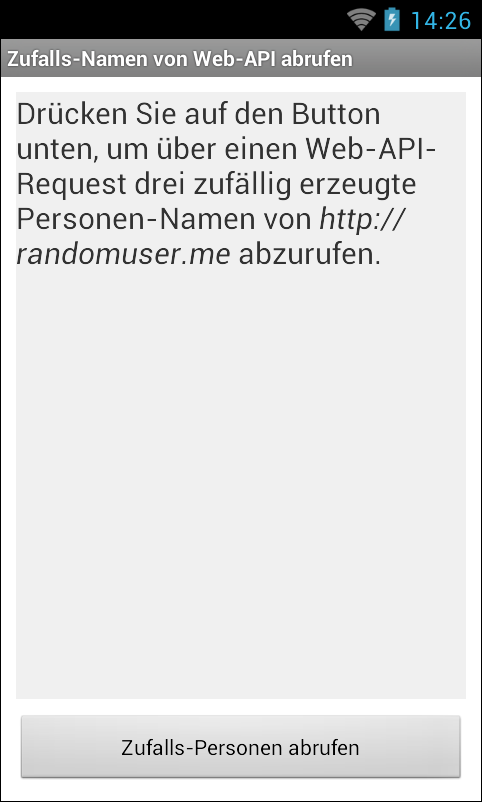 14:26
Zufalls-Namen von Web-API abrufen
Drücken Sie auf den Button
unten, um über einen Web-API-
Request drei zufällig erzeugte
Personen-Namen von http://
randomuser.me abzurufen.
Zufalls-Personen abrufen